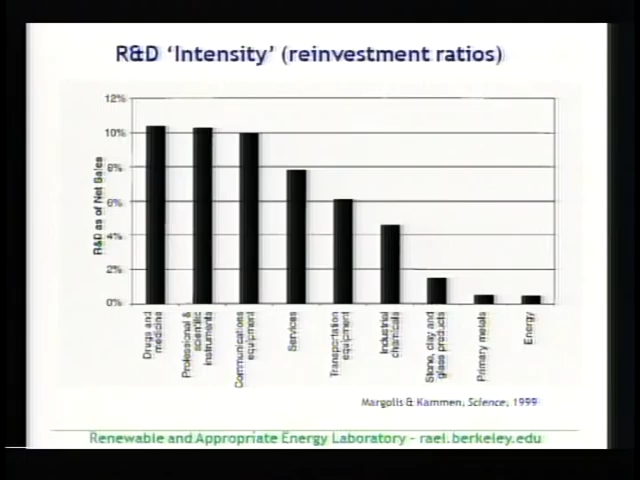 R&D ‘Intensity’ (reinvestment ratios)
12%
10%
8%
6%
4%
2%
0%
R&D as of Net Sales
Drugs and
medicine
Professional &
scientific
instruments
Communications
equipment
Services
Transportation
equipment
Industrial
chemicals
Stone, clay and
glass products
Primary metals
Energy
Margolis & Kammen, Science, 1999
Renewable and Appropriate Energy Laboratory - rael.berkeley.edu